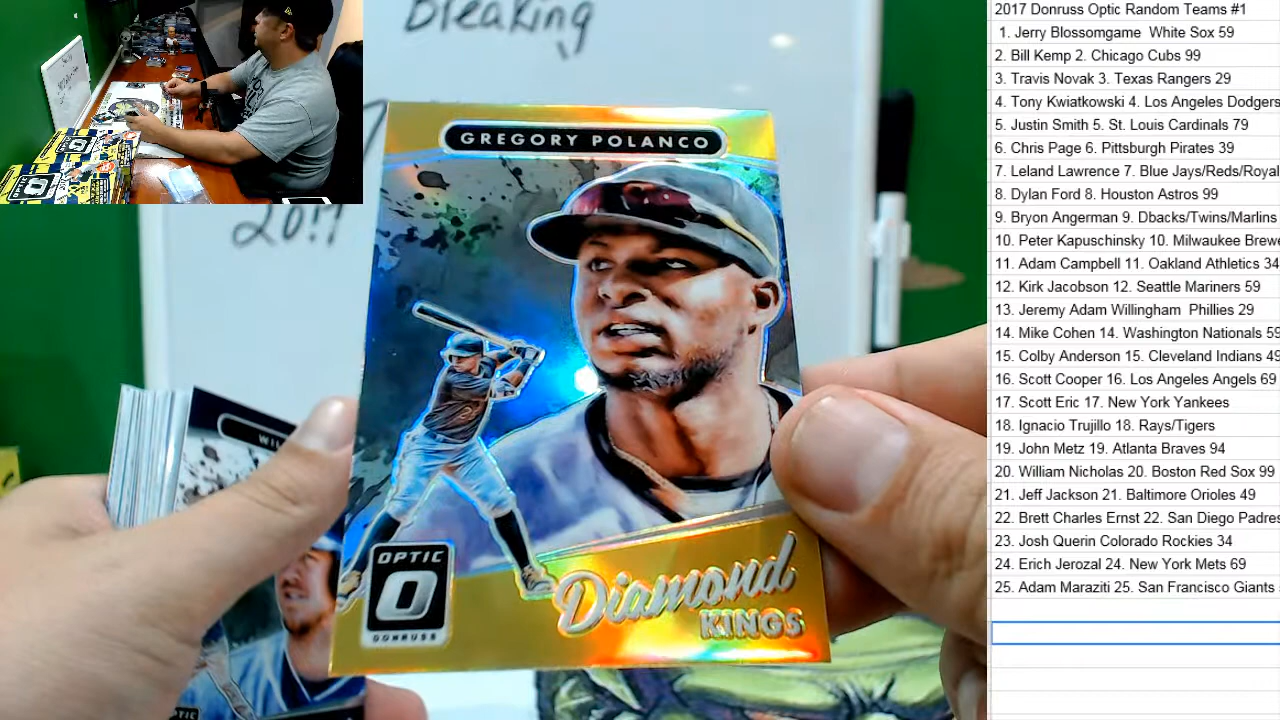 Breaking
2017
GREGORY POLANCO
WIL
OPTIC
O
DONRUSS
Diamond
KINGS
OPTIC
2017 Donruss Optic Random Teams #1
1. Jerry Blossomgame White Sox 59
2. Bill Kemp 2. Chicago Cubs 99
3. Travis Novak 3. Texas Rangers 29
4. Tony Kwiatkowski 4. Los Angeles Dodgers
5. Justin Smith 5. St. Louis Cardinals 79
6. Chris Page 6. Pittsburgh Pirates 39
7. Leland Lawrence 7. Blue Jays/Reds/Royal
8. Dylan Ford 8. Houston Astros 99
9. Bryon Angerman 9. Dbacks/Twins/Marlins
10. Peter Kapuschinsky 10. Milwaukee Brewe
11. Adam Campbell 11. Oakland Athletics 34
12. Kirk Jacobson 12. Seattle Mariners 59
13. Jeremy Adam Willingham Phillies 29
14. Mike Cohen 14. Washington Nationals 55
15. Colby Anderson 15. Cleveland Indians 49
16. Scott Cooper 16. Los Angeles Angels 69
17. Scott Eric 17. New York Yankees
18. Ignacio Trujillo 18. Rays/Tigers
19. John Metz 19. Atlanta Braves 94
20. William Nicholas 20. Boston Red Sox 99
21. Jeff Jackson 21. Baltimore Orioles 49
22. Brett Charles Ernst 22. San Diego Padres
23. Josh Querin Colorado Rockies 34
24. Erich Jerozal 24. New York Mets 69
25. Adam Maraziti 25. San Francisco Giants